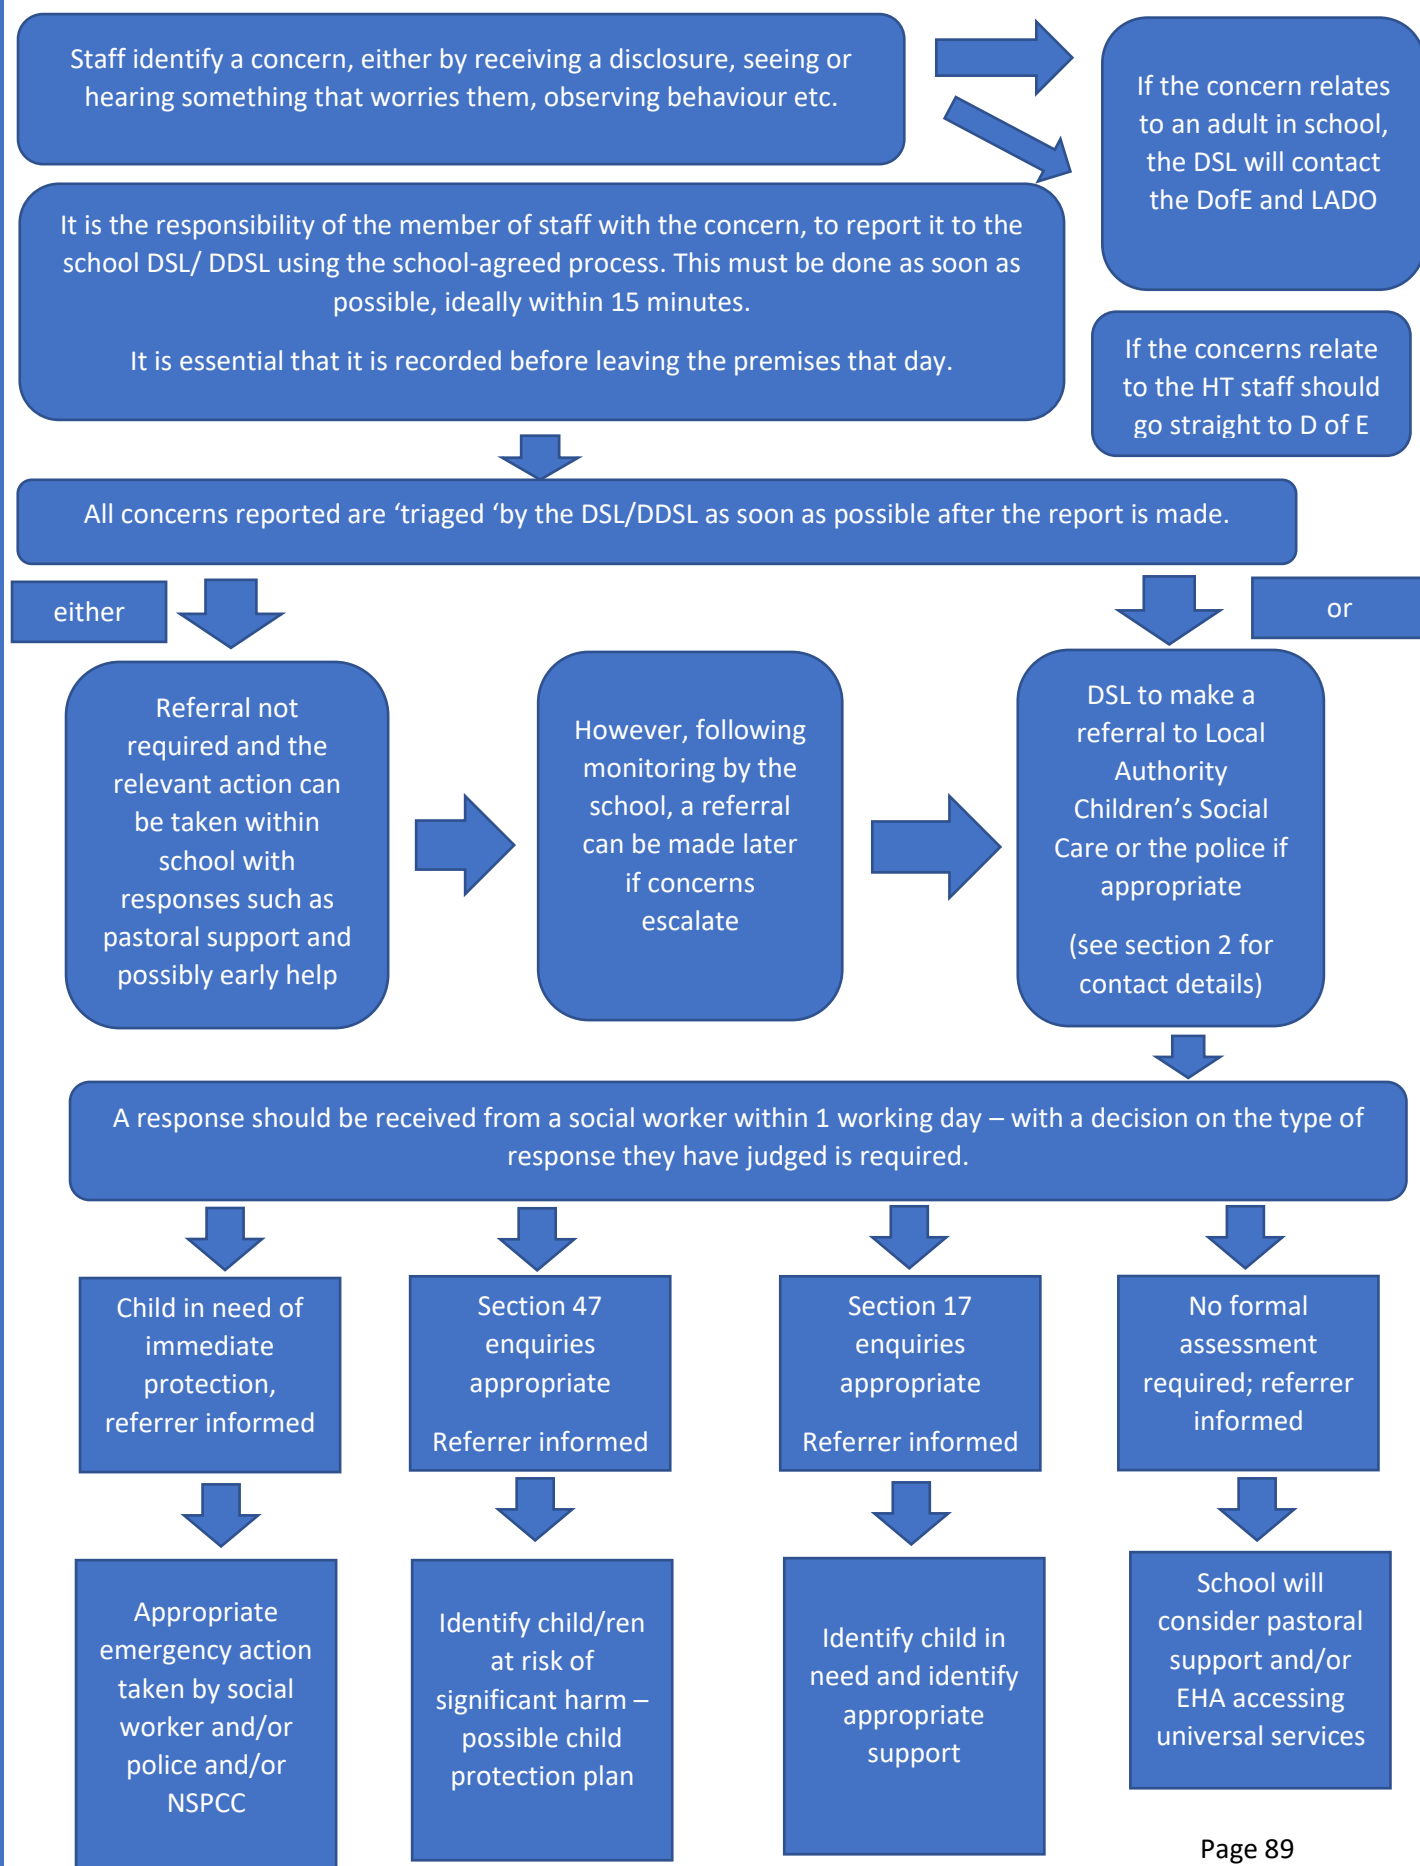 Staff identify a concern, either by receiving a disclosure, seeing or
hearing something that worries them, observing behaviour etc.
If the concern relates
to an adult in school,
the DSL will contact
the DofE and LADO
It is the responsibility of the member of staff with the concern, to report it to the
school DSL/ DDSL using the school-agreed process. This must be done as soon as
possible, ideally within 15 minutes.
It is essential that it is recorded before leaving the premises that day.
If the concerns relate
to the HT staff should
go straight to D of E
All concerns reported are ‘triaged ‘by the DSL/DDSL as soon as possible after the report is made.
either
or
Referral not
required and the
relevant action can
be taken within
school with
responses such as
pastoral support and
possibly early help
However, following
monitoring by the
school, a referral
can be made later
if concerns
escalate
DSL to make a
referral to Local
Authority
Children’s Social
Care or the police if
appropriate
(see section 2 for
contact details)
A response should be received from a social worker within 1 working day – with a decision on the type of
response they have judged is required.
Child in need of
immediate
protection,
referrer informed
Section 47
enquiries
appropriate
Referrer informed
Section 17
enquiries
appropriate
Referrer informed
No formal
assessment
required; referrer
informed
Appropriate
emergency action
taken by social
worker and/or
police and/or
NSPCC
Identify child/ren
at risk of
significant harm –
possible child
protection plan
Identify child in
need and identify
appropriate
support
School will
consider pastoral
support and/or
EHA accessing
universal services
Page 89